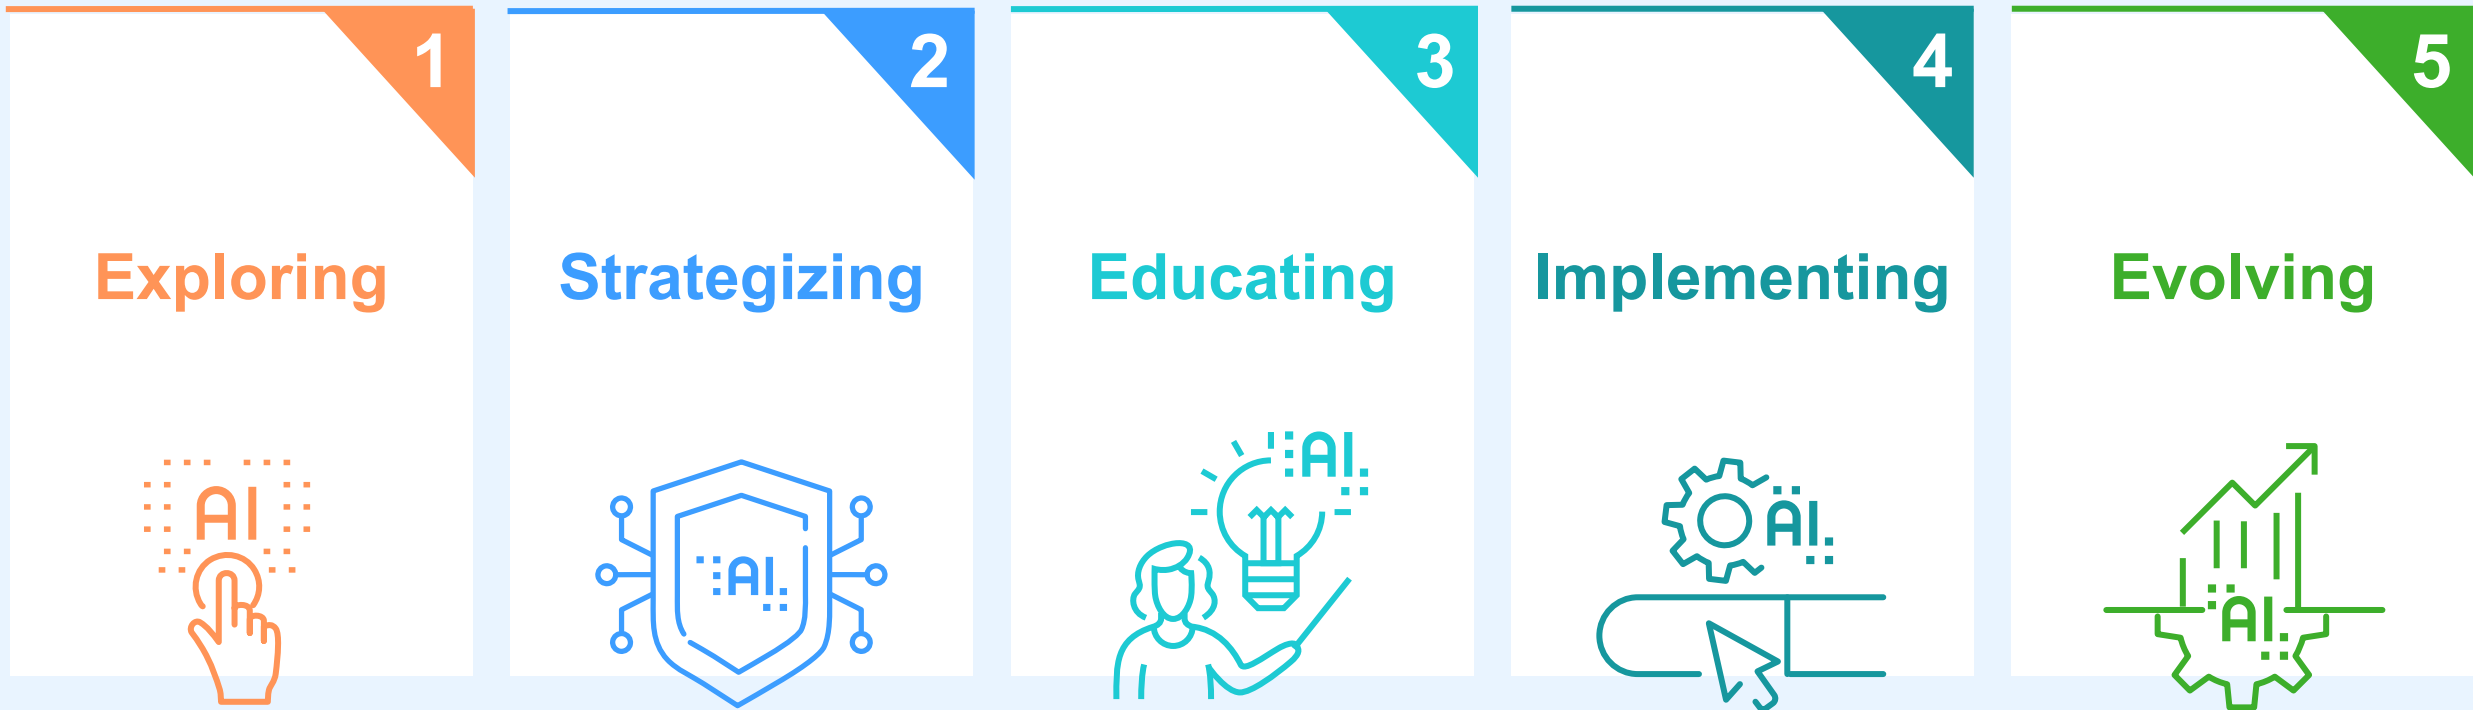 1
Exploring
AI
2
Strategizing
AI
3
Educating
AI
4
Implementing
AI
5
Evolving
AI